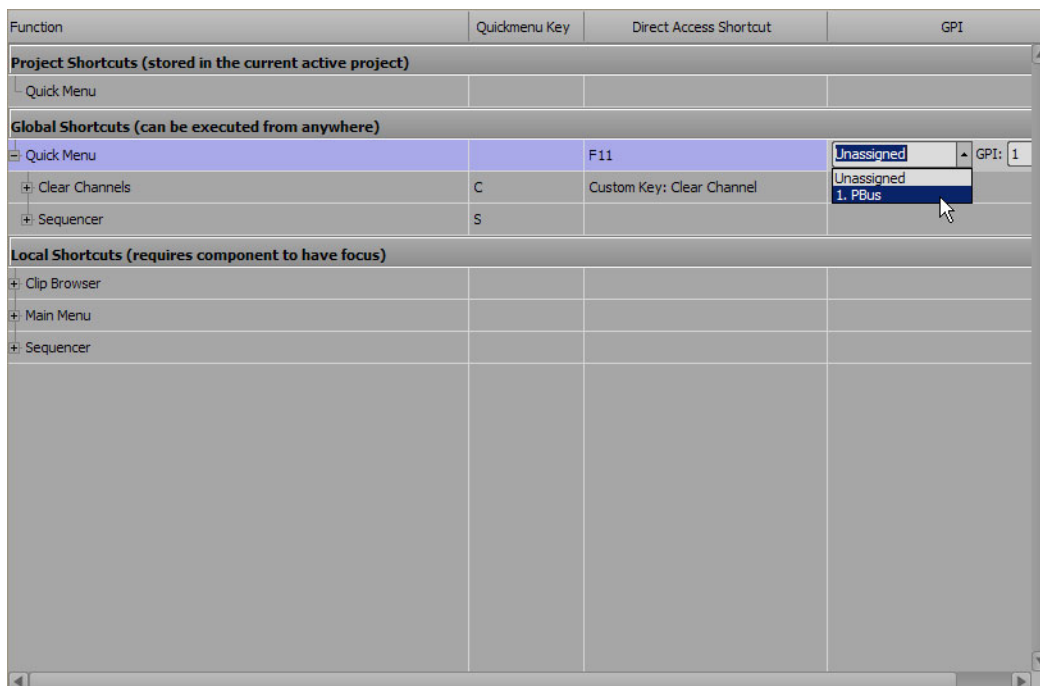 Function Quickmenu Key Direct Access Shortcut GPI
Project Shortcuts (stored in the current active project)
Quick Menu
Global Shortcuts (can be executed from anywhere)
Quick Menu F11 Unassigned GPI: 1
Unassigned
Clear Channels C Custom Key: Clear Channel
1. PBus
Sequencer S
Local Shortcuts (requires component to have focus)
Clip Browser
Main Menu
Sequencer